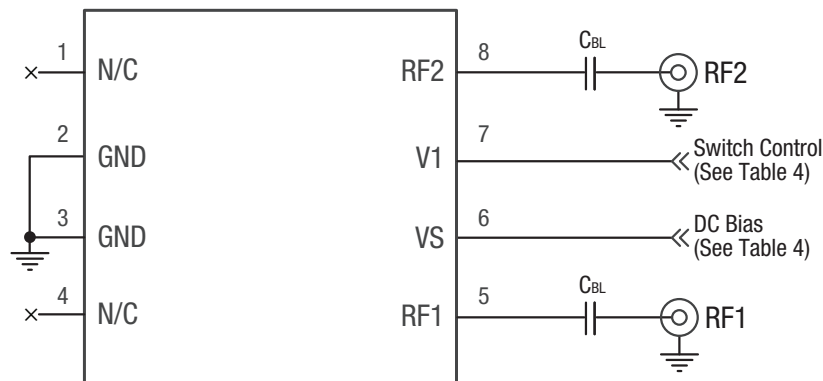 1
N/C
RF2
8
CBL
RF2
2
GND
V1
7
Switch Control
(See Table 4)
3
GND
VS
6
DC Bias
(See Table 4)
4
N/C
RF1
5
CBL
RF1